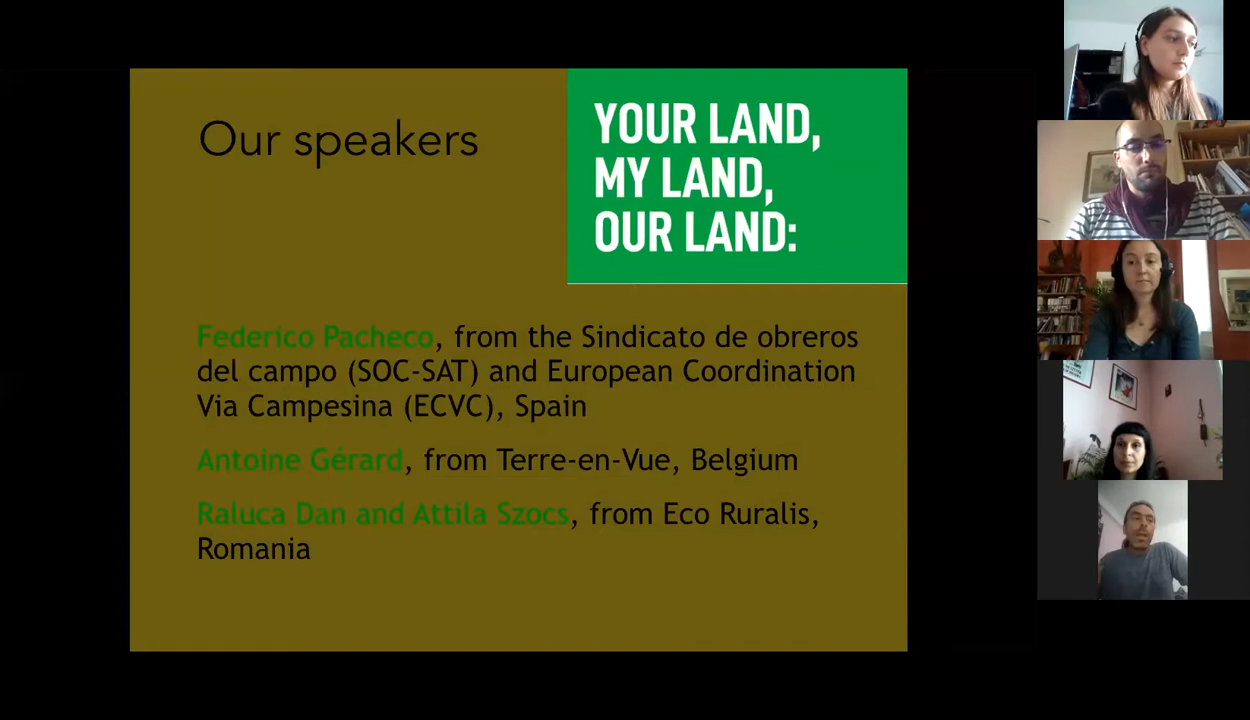 Our speakers
YOUR LAND,
MY LAND,
OUR LAND:
Federico Pacheco, from the Sindicato de obreros
del campo (SOC-SAT) and European Coordination
Via Campesina (ECVC), Spain
Antoine Gérard, from Terre-en-Vue, Belgium
Raluca Dan and Attila Szocs, from Eco Ruralis,
Romania